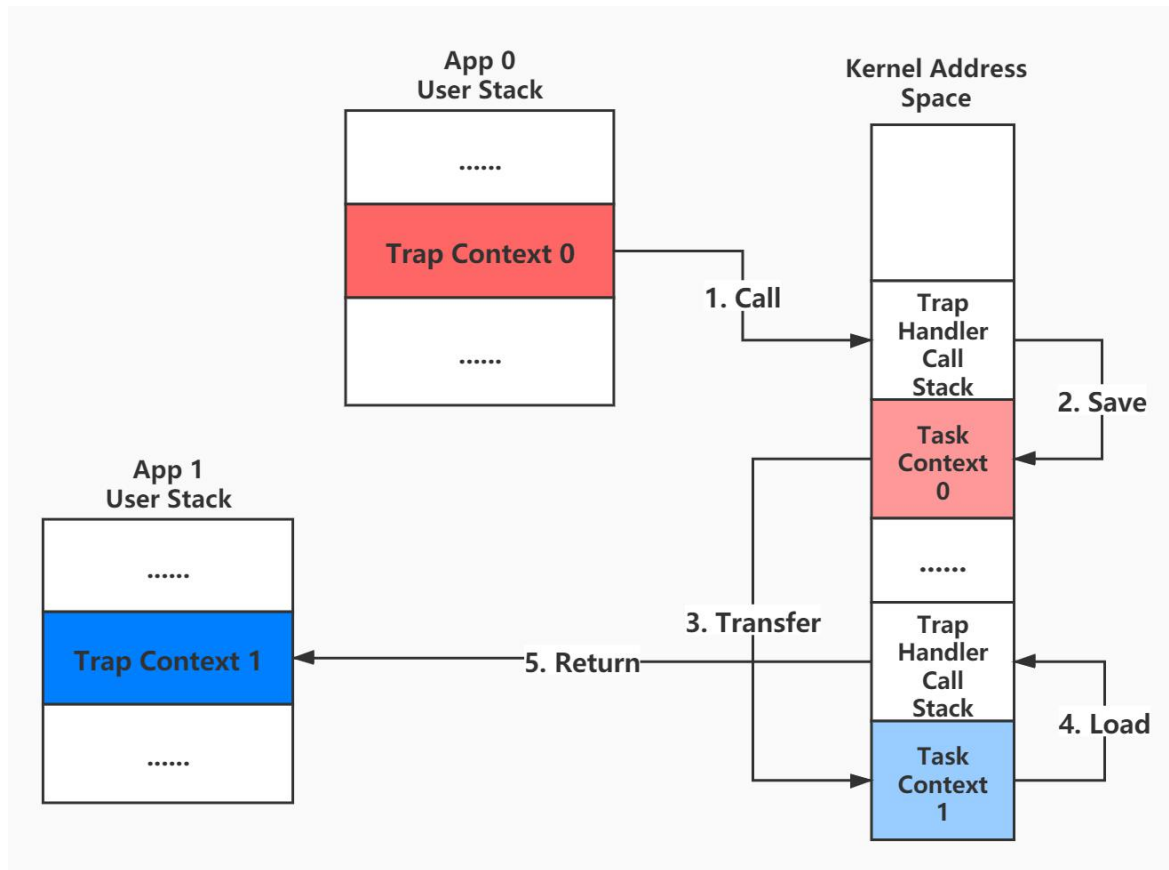 App 0
User Stack
......
Trap Context 0
......
1. Call
Kernel Address
Space
Trap
Handler
Call
Stack
2. Save
Task
Context
0
......
3. Transfer
Trap
Handler
Call
Stack
4. Load
Task
Context
1
5. Return
App 1
User Stack
......
Trap Context 1
......